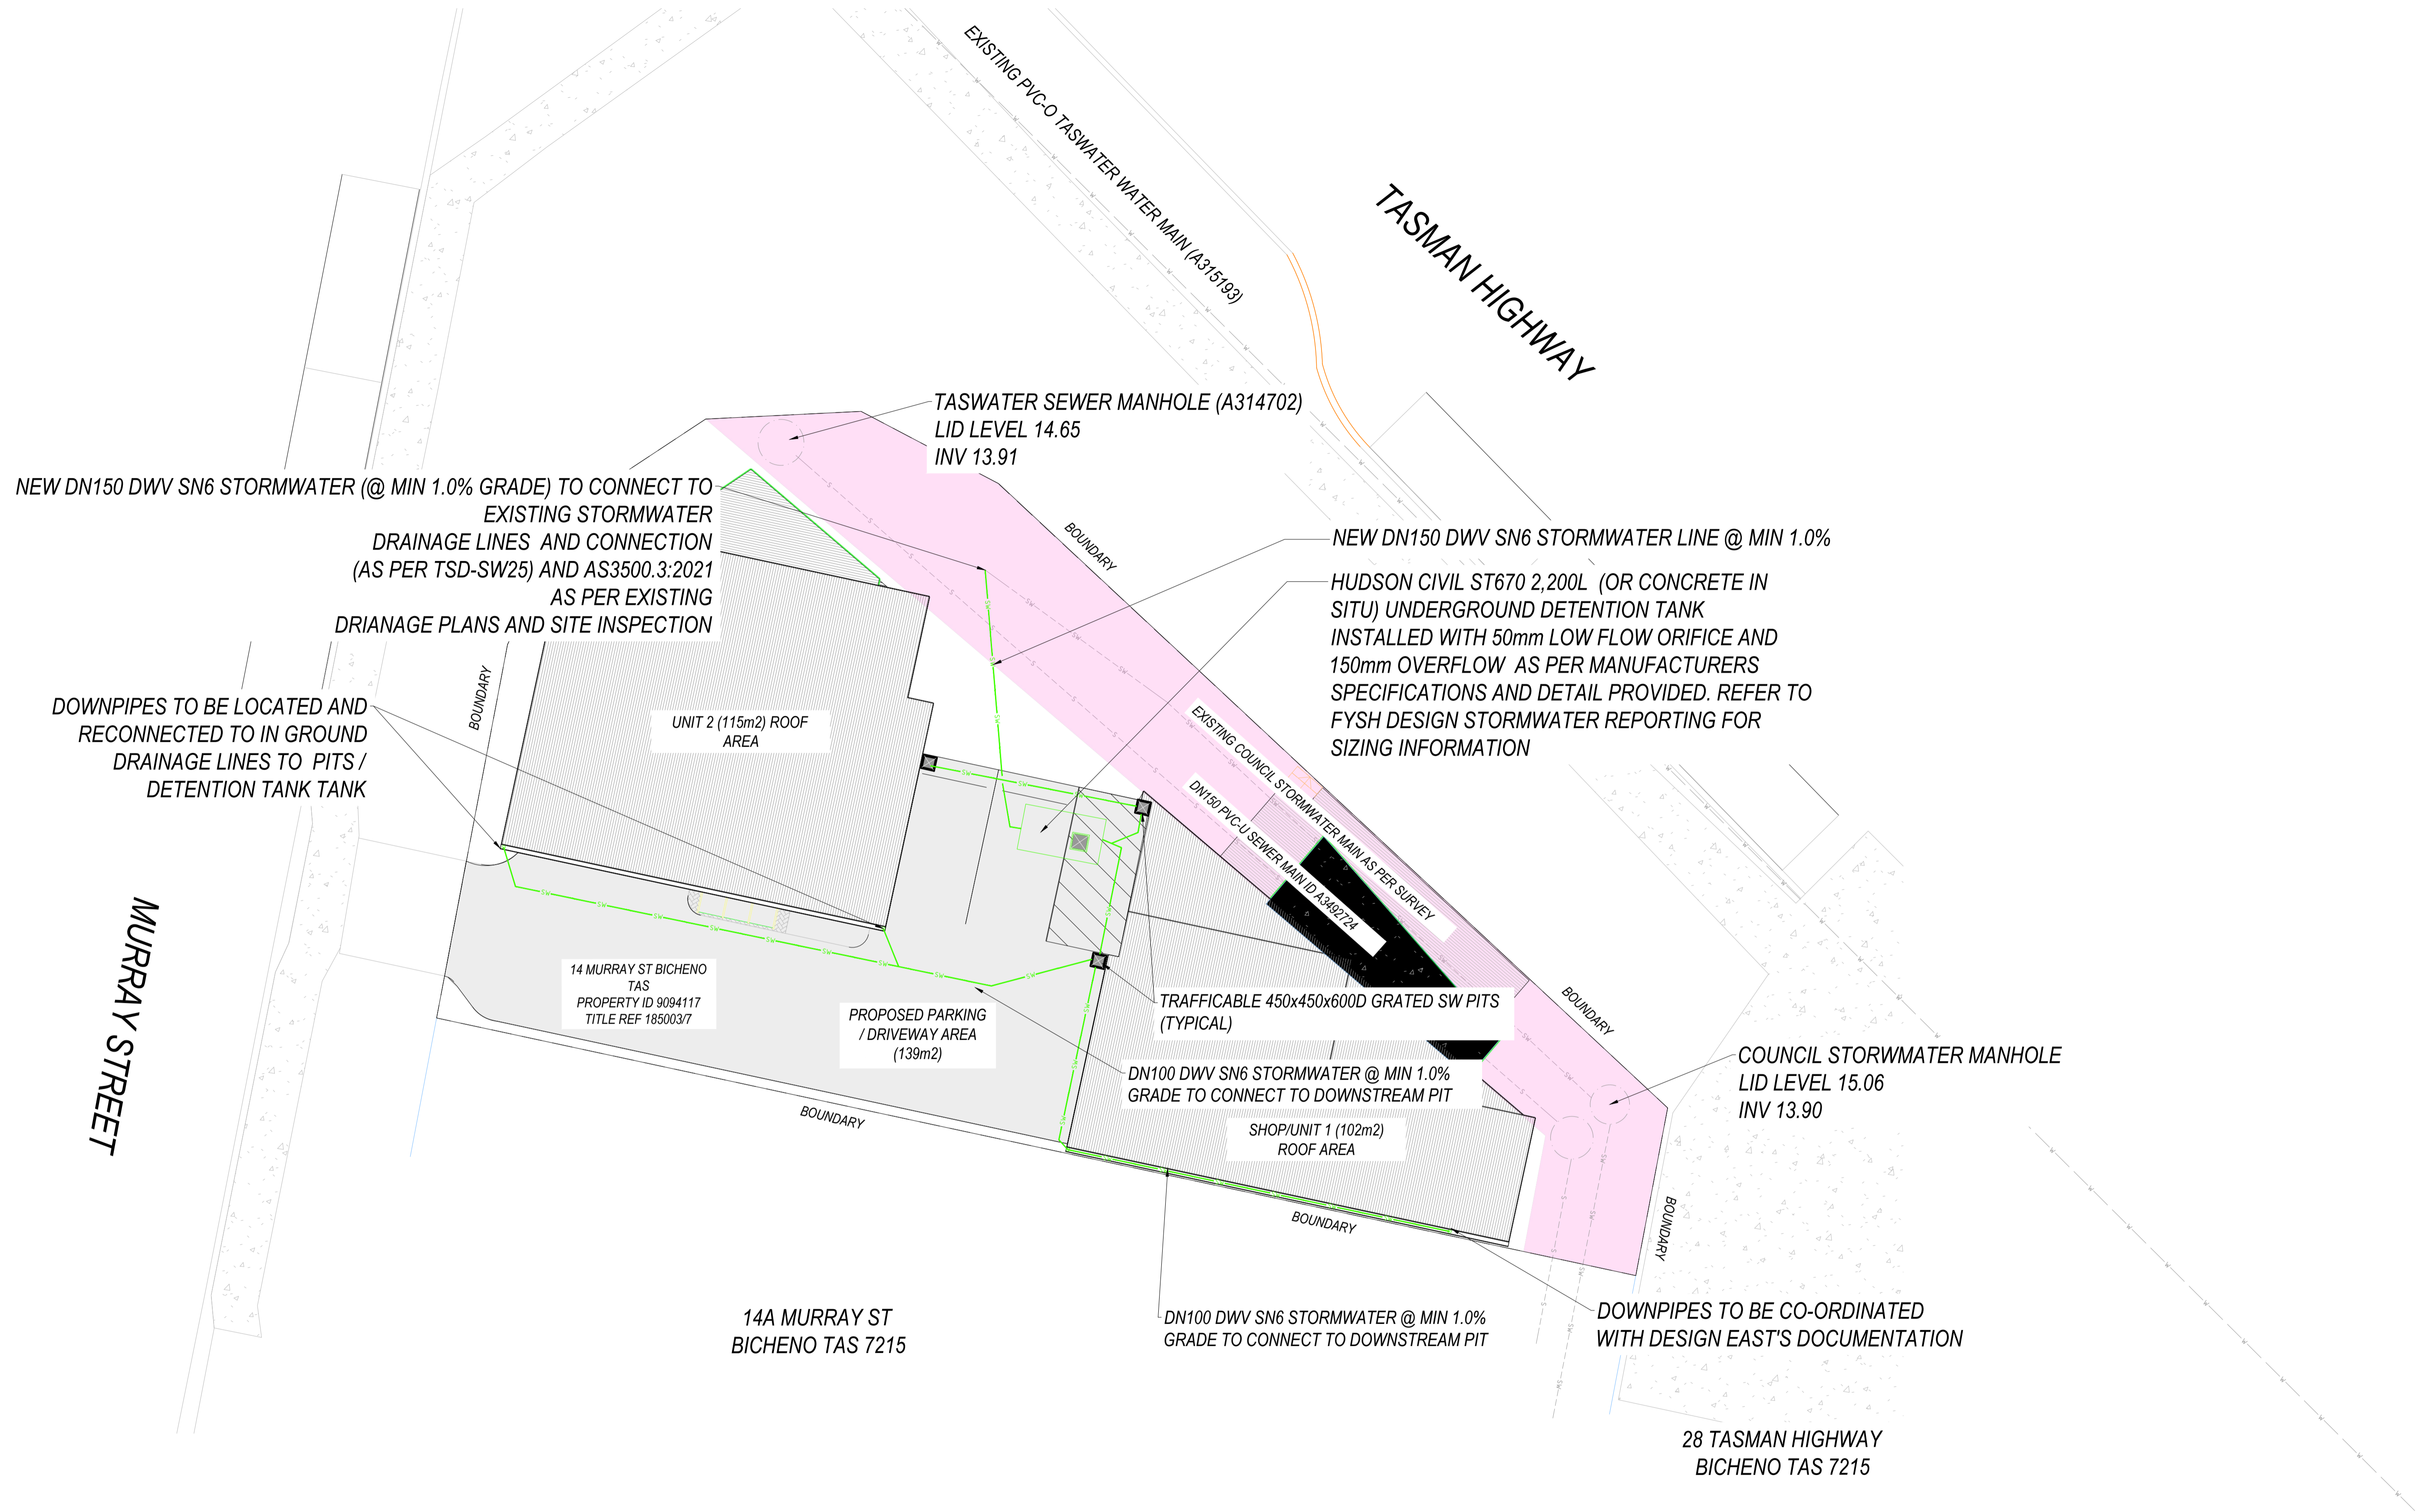 EXISTING PVC-O TASWATER WATER MAIN (A315193)
TASMAN HIGHWAY
TASWATER SEWER MANHOLE (A314702)
LID LEVEL 14.65
INV 13.91
NEW DN150 DWV SN6 STORMWATER (@ MIN 1.0% GRADE) TO CONNECT TO
EXISTING STORMWATER
DRAINAGE LINES AND CONNECTION
(AS PER TSD-SW25) AND AS3500.3:2021
AS PER EXISTING
DRIANAGE PLANS AND SITE INSPECTION
BOUNDARY
NEW DN150 DWV SN6 STORMWATER LINE @ MIN 1.0%
HUDSON CIVIL ST670 2,200L (OR CONCRETE IN
SITU) UNDERGROUND DETENTION TANK
INSTALLED WITH 50mm LOW FLOW ORIFICE AND
150mm OVERFLOW AS PER MANUFACTURERS
SPECIFICATIONS AND DETAIL PROVIDED. REFER TO
FYSH DESIGN STORMWATER REPORTING FOR
SIZING INFORMATION
BOUNDARY
DOWNPIPES TO BE LOCATED AND
RECONNECTED TO IN GROUND
DRAINAGE LINES TO PITS /
DETENTION TANK TANK
UNIT 2 (115m2) ROOF
AREA
EXISTING COUNCIL STORMWATER MAIN AS PER SURVEY
DN150 PVC-U SEWER MAIN ID A3492724
MURRAY STREET
14 MURRAY ST BICHENO
TAS
PROPERTY ID 9094117
TITLE REF 185003/7
PROPOSED PARKING
/ DRIVEWAY AREA
(139m2)
TRAFFICABLE 450x450x600D GRATED SW PITS
(TYPICAL)
BOUNDARY
DN100 DWV SN6 STORMWATER @ MIN 1.0%
GRADE TO CONNECT TO DOWNSTREAM PIT
COUNCIL STORWMATER MANHOLE
LID LEVEL 15.06
INV 13.90
BOUNDARY
SHOP/UNIT 1 (102m2)
ROOF AREA
BOUNDARY
BOUNDARY
14A MURRAY ST
BICHENO TAS 7215
DN100 DWV SN6 STORMWATER @ MIN 1.0%
GRADE TO CONNECT TO DOWNSTREAM PIT
DOWNPIPES TO BE CO-ORDINATED
WITH DESIGN EAST'S DOCUMENTATION
28 TASMAN HIGHWAY
BICHENO TAS 7215